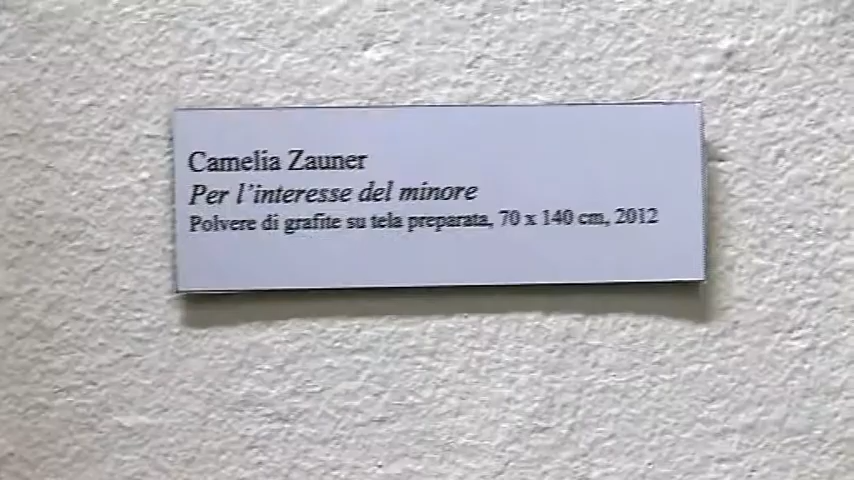 Camelia Zauner
Per l'interesse del minore
Polvere di grafite su tela preparata, 70 x 140 cm, 2012